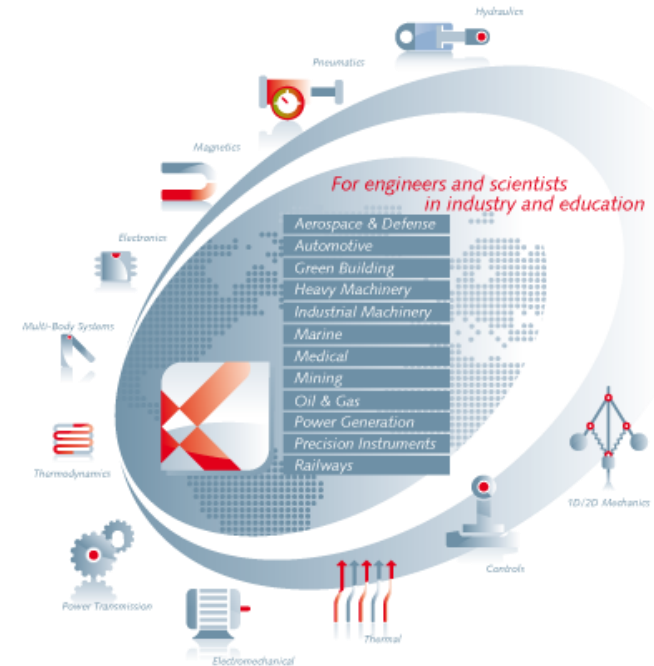 Hydraulics
Pneumatics
Magnetics
For engineers and scientists
in industry and education
Aerospace & Defense
Electronics
Automotive
Green Building
Heavy Machinery
Industrial Machinery
Multi-Body Systems
Marine
Medical
Mining
Oil & Gas
Power Generation
Precision Instruments
Railways
Thermodynamics
1D/2D Mechanics
Controls
Power Transmission
Thermal
Electromechanical